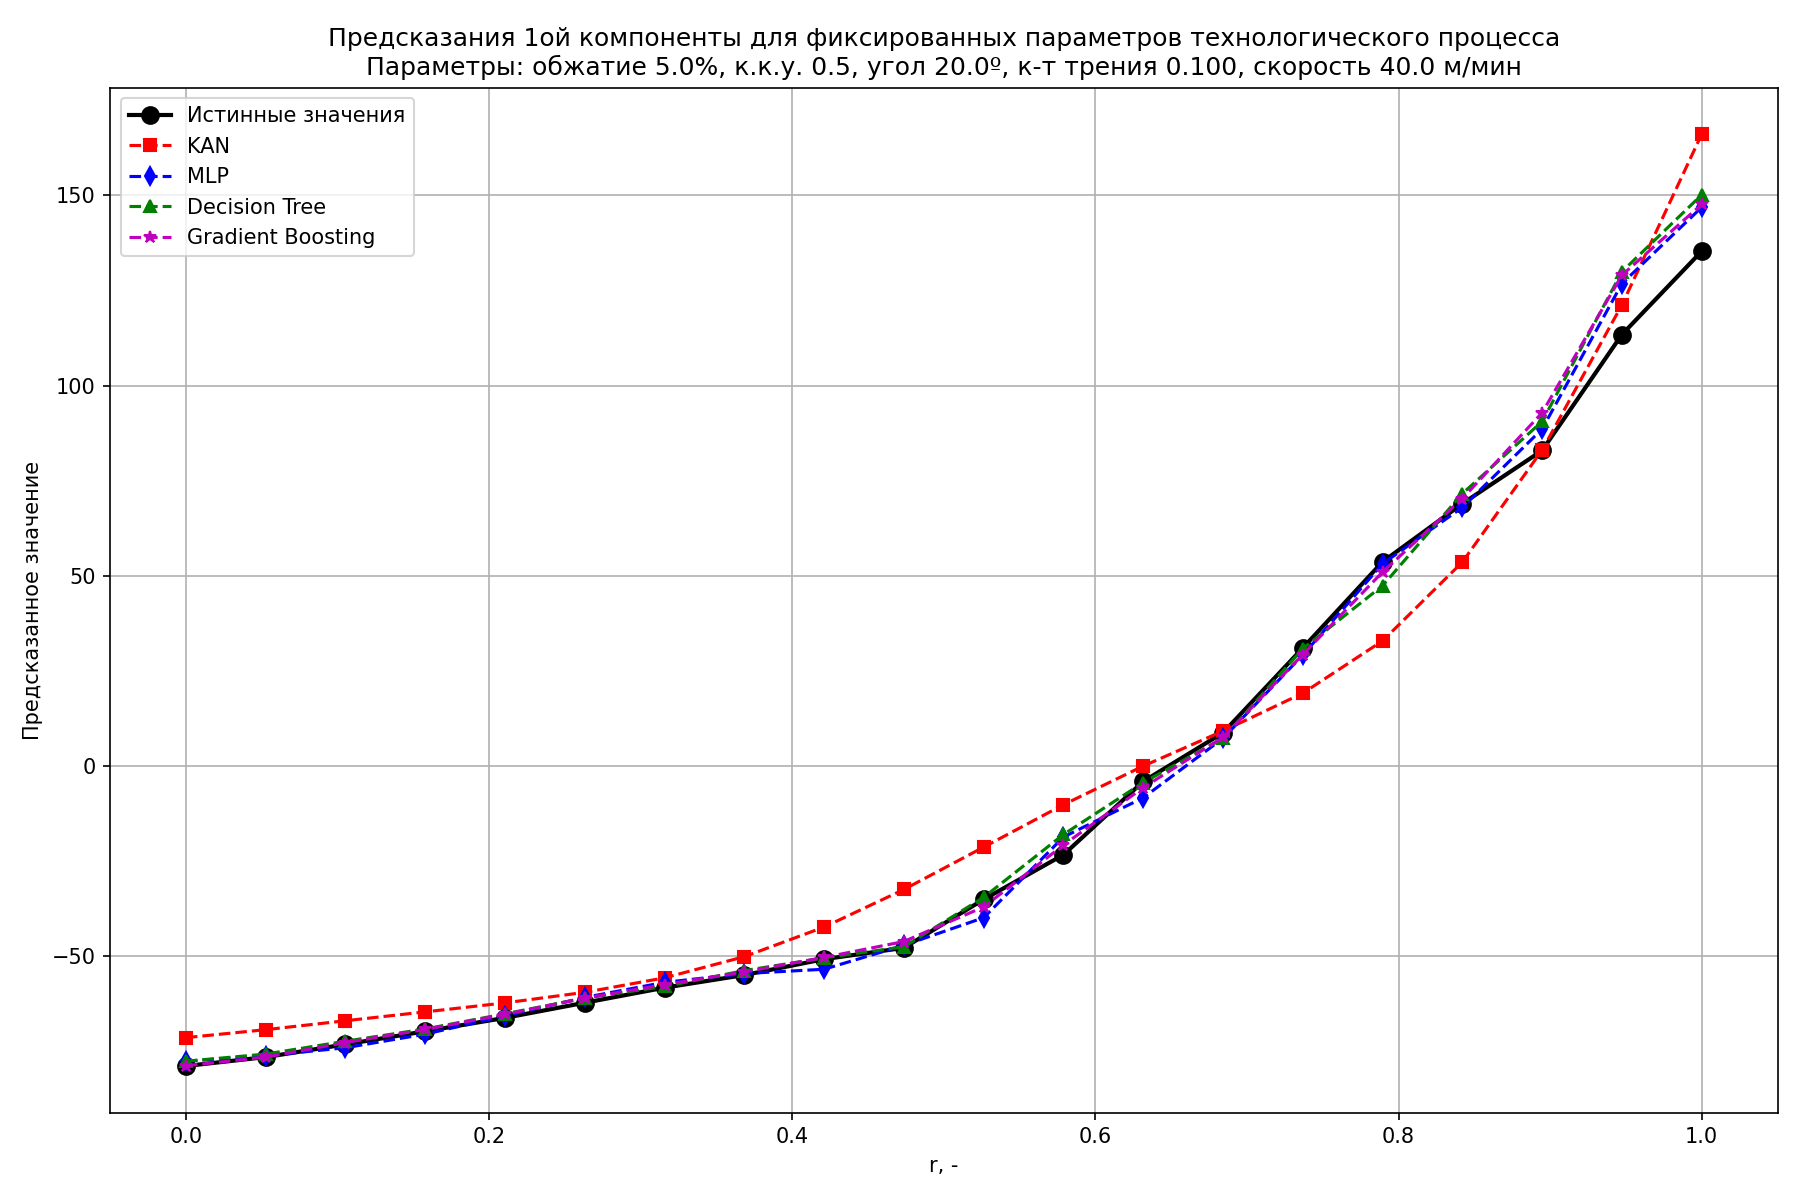 Предсказания 1ой компоненты для фиксированных параметров технологического процесса
Параметры: обжатие 5.0%, к.к.у. 0.5, угол 20.0º, к-т трения 0.100, скорость 40.0 м/мин
Истинные значения
KAN
MLP
Decision Tree
Gradient Boosting
Предсказанное значение
150
100
50
0
−50
0.0
0.2
0.4
0.6
0.8
1.0
r, -